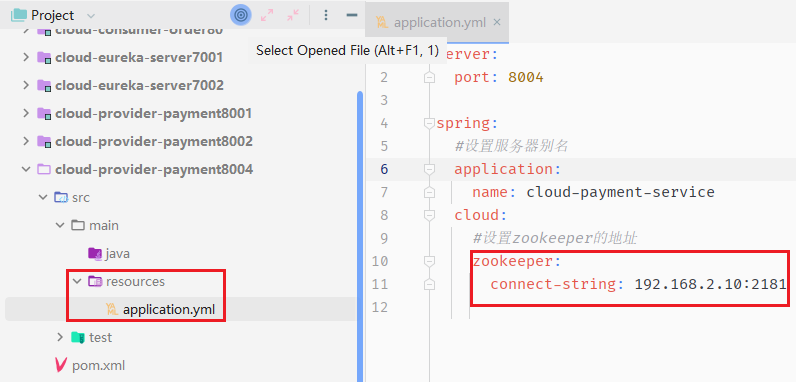 Project
cloud-consumer-order80
cloud-eureka-server7001
cloud-eureka-server7002
cloud-provider-payment8001
cloud-provider-payment8002
cloud-provider-payment8004
src
main
java
resources
application.yml
test
pom.xml
Select Opened File (Alt+F1, 1)
application.yml
erver:
2 port: 8004
3
4 spring:
5 #设置服务器别名
6 application:
7 name: cloud-payment-service
8 cloud:
9 #设置zookeeper的地址
10 zookeeper:
11 connect-string: 192.168.2.10:2181
12